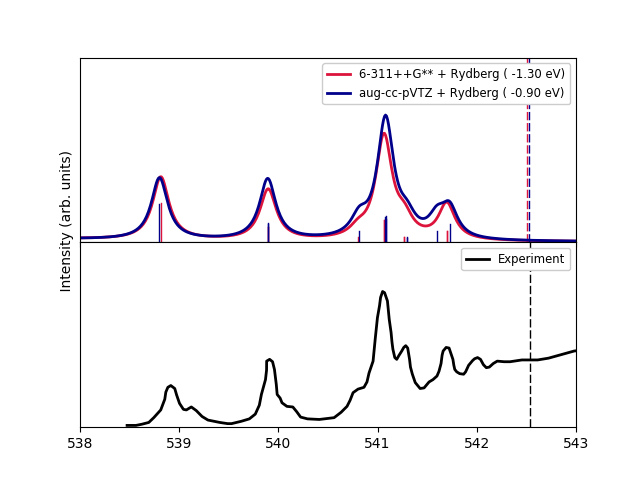 6-311++G** + Rydberg ( -1.30 eV)
aug-cc-pVTZ + Rydberg ( -0.90 eV)
Intensity (arb. units)
Experiment
538 539 540 541 542 543